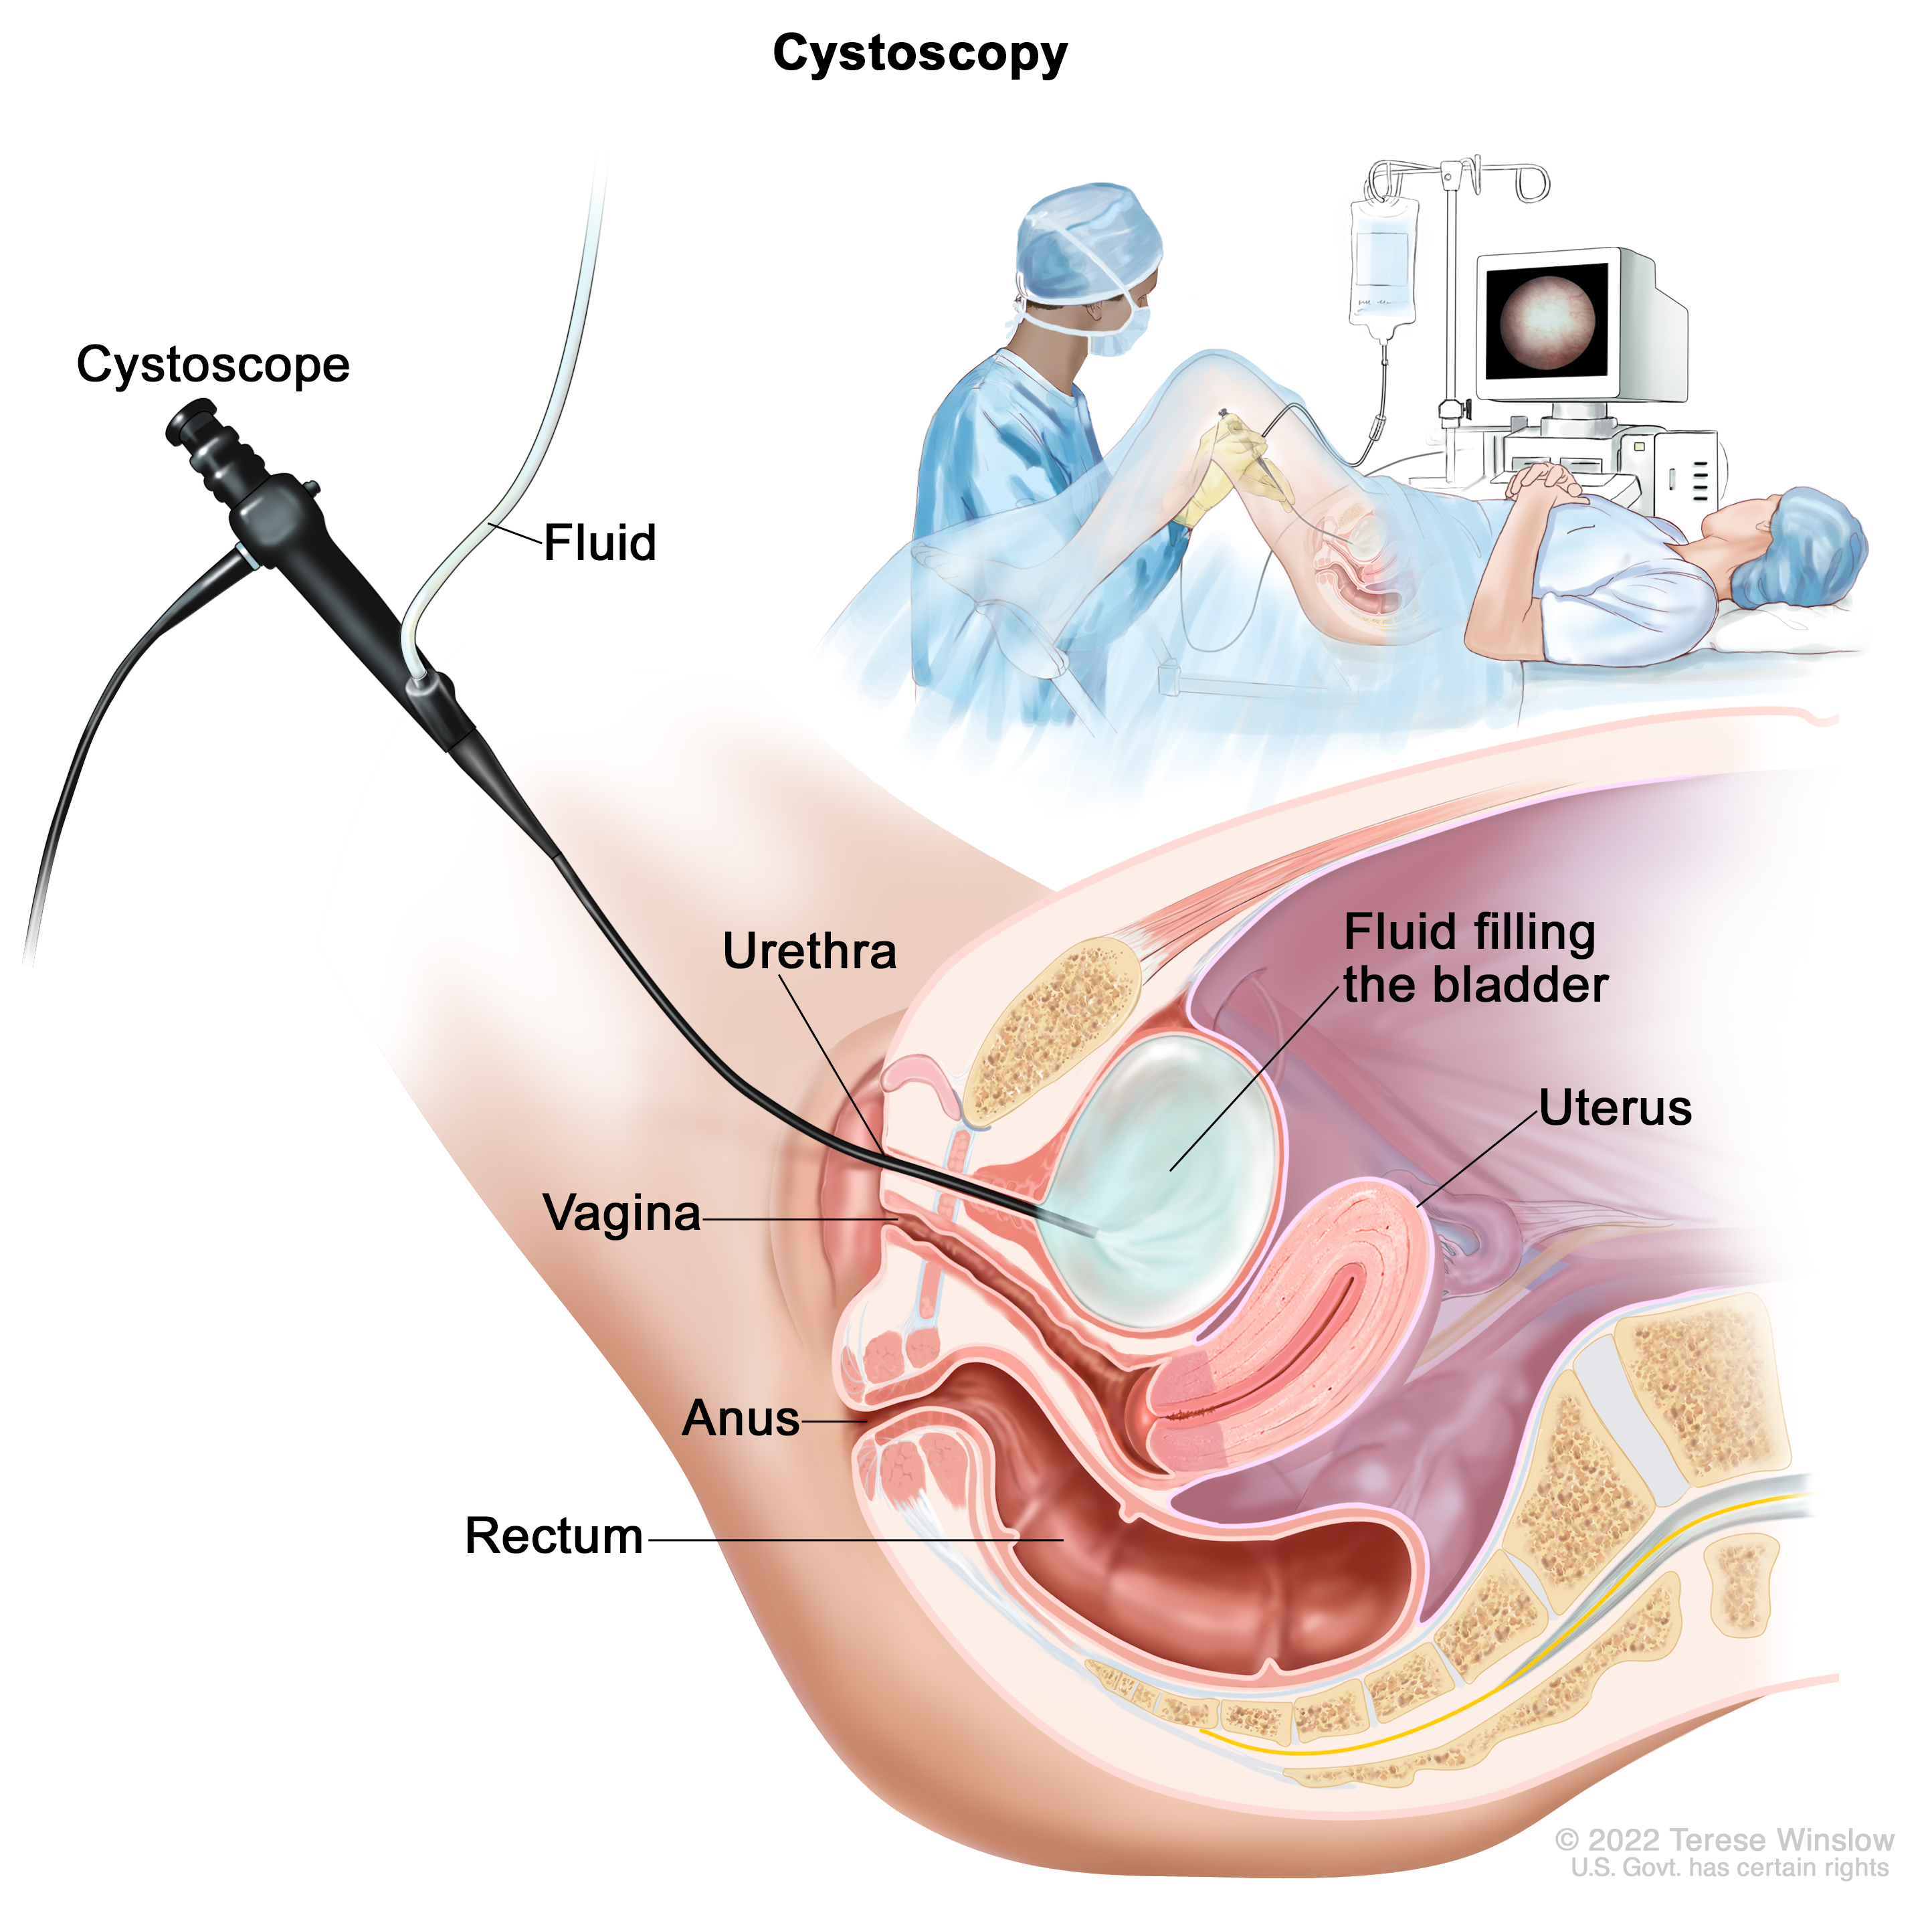 Cystoscopy
Cystoscope
Fluid
Urethra
Fluid filling
the bladder
Uterus
Vagina
Anus
Rectum
© 2022 Terese Winslow
U.S. Govt. has certain rights